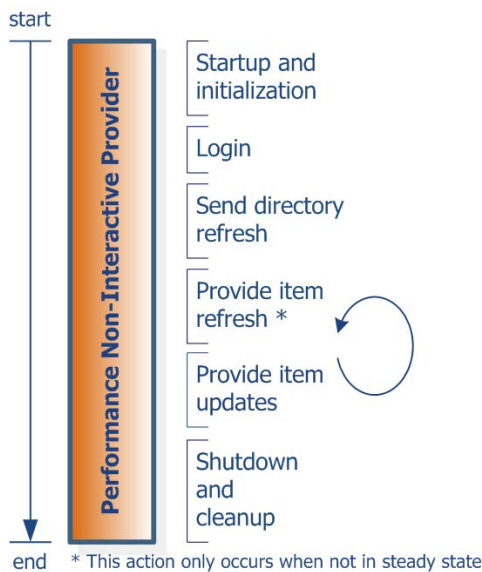 start
Performance Non-Interactive Provider
Startup and
initialization
Login
Send directory
refresh
Provide item
refresh *
Provide item
updates
Shutdown
and
cleanup
end
* This action only occurs when not in steady state